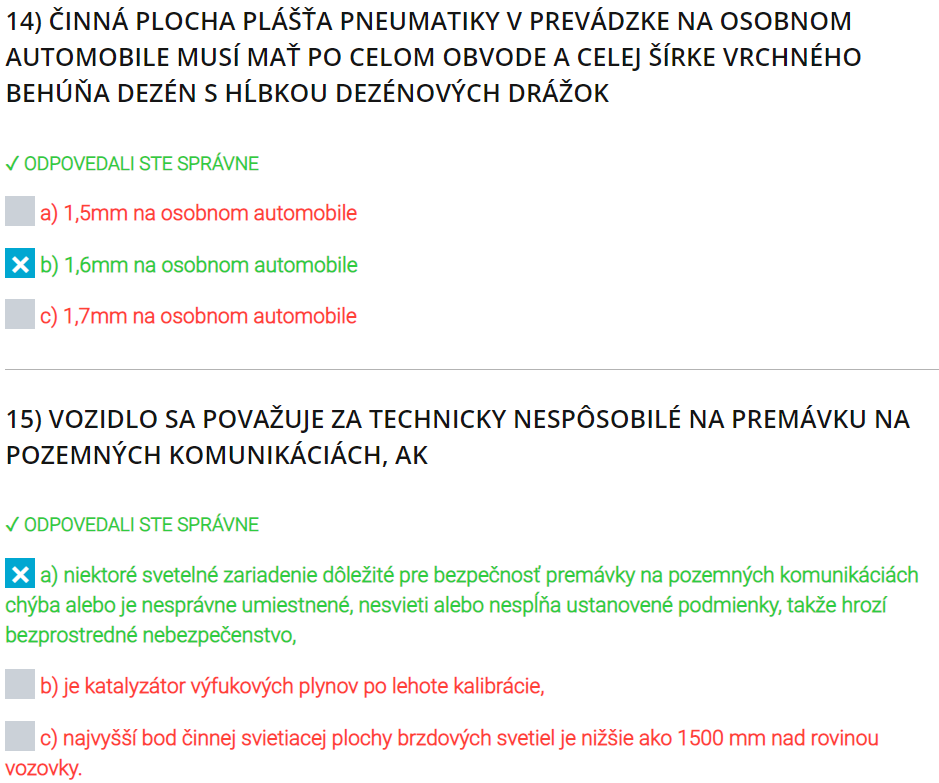 14) ČINNÁ PLOCHA PLÁŠŤA PNEUMATIKY V PREVÁDZKE NA OSOBNOM
AUTOMOBILE MUSÍ MAŤ PO CELOM OBVODE A CELEJ ŠÍRKE VRCHNÉHO
BEHÚŇA DEZÉN S HĹBKOU DEZÉNOVÝCH DRÁŽOK
✓ ODPOVEDALI STE SPRÁVNE
a) 1,5mm na osobnom automobile
b) 1,6mm na osobnom automobile
c) 1,7mm na osobnom automobile
15) VOZIDLO SA POVAŽUJE ZA TECHNICKY NESPÔSOBILÉ NA PREMÁVKU NA
POZEMNÝCH KOMUNIKÁCIÁCH, AK
✓ ODPOVEDALI STE SPRÁVNE
a) niektoré svetelné zariadenie dôležité pre bezpečnosť premávky na pozemných komunikáciách
chýba alebo je nesprávne umiestnené, nesvieti alebo nespĺňa ustanovené podmienky, takže hrozí
bezprostredné nebezpečenstvo,
b) je katalyzátor výfukových plynov po lehote kalibrácie,
c) najvyšší bod činnej svietiacej plochy brzdových svetiel je nižšie ako 1500 mm nad rovinou
vozovky.